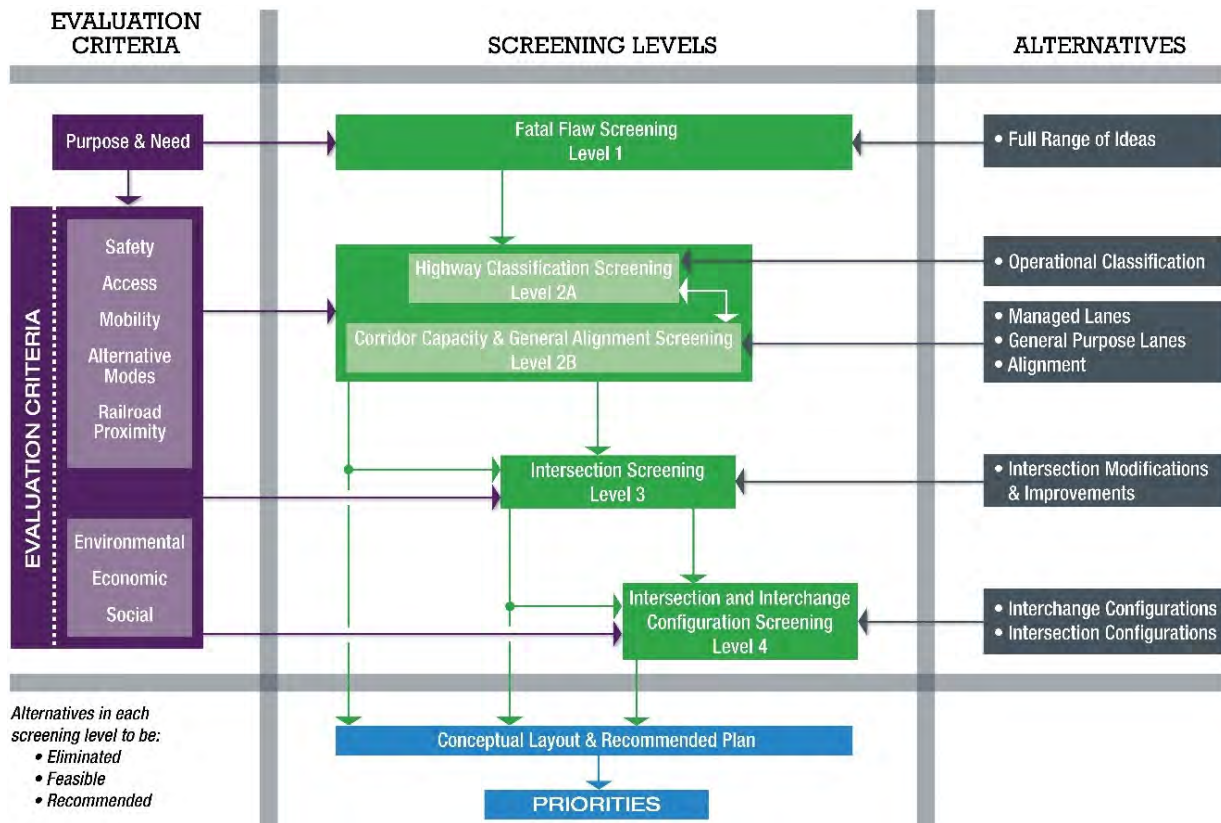 EVALUATION
CRITERIA
SCREENING LEVELS
ALTERNATIVES
Purpose & Need
Fatal Flaw Screening
Level 1
• Full Range of Ideas
EVALUATION CRITERIA
Safety
Access
Mobility
Alternative
Modes
Railroad
Proximity
Environmental
Economic
Social
Highway Classification Screening
Level 2A
• Operational Classification
Corridor Capacity & General Alignment Screening
Level 2B
• Managed Lanes
• General Purpose Lanes
• Alignment
Intersection Screening
Level 3
• Intersection Modifications
& Improvements
Intersection and Interchange
Configuration Screening
Level 4
• Interchange Configurations
• Intersection Configurations
Alternatives in each
screening level to be:
• Eliminated
• Feasible
• Recommended
Conceptual Layout & Recommended Plan
PRIORITIES